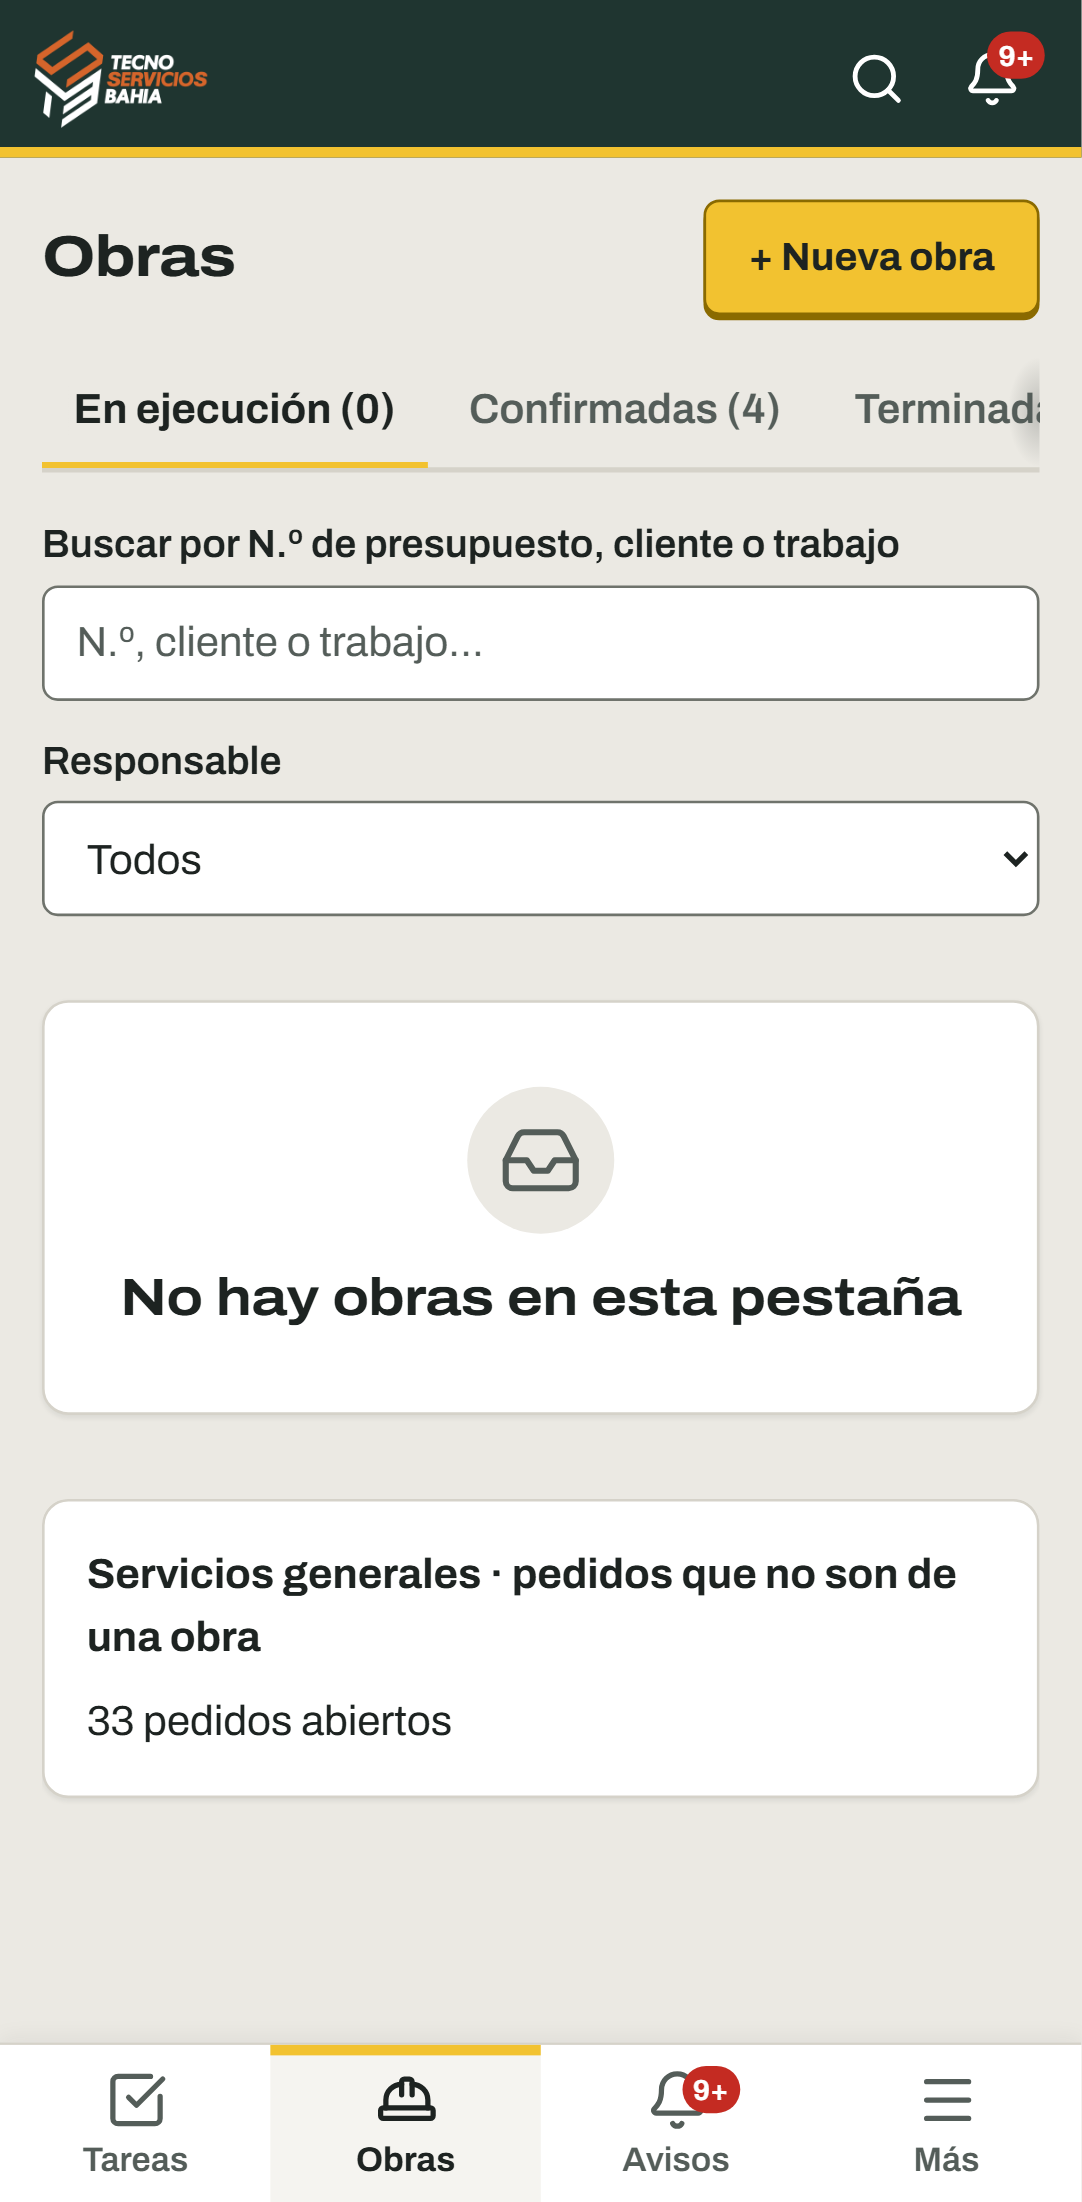 TECNO
SERVICIOS
BAHIA
9+
Obras
+ Nueva obra
En ejecución (0) Confirmadas (4) Terminada
Buscar por N.º de presupuesto, cliente o trabajo
N.º, cliente o trabajo...
Responsable
Todos
No hay obras en esta pestaña
Servicios generales · pedidos que no son de
una obra
33 pedidos abiertos
9+
Tareas Obras Avisos Más